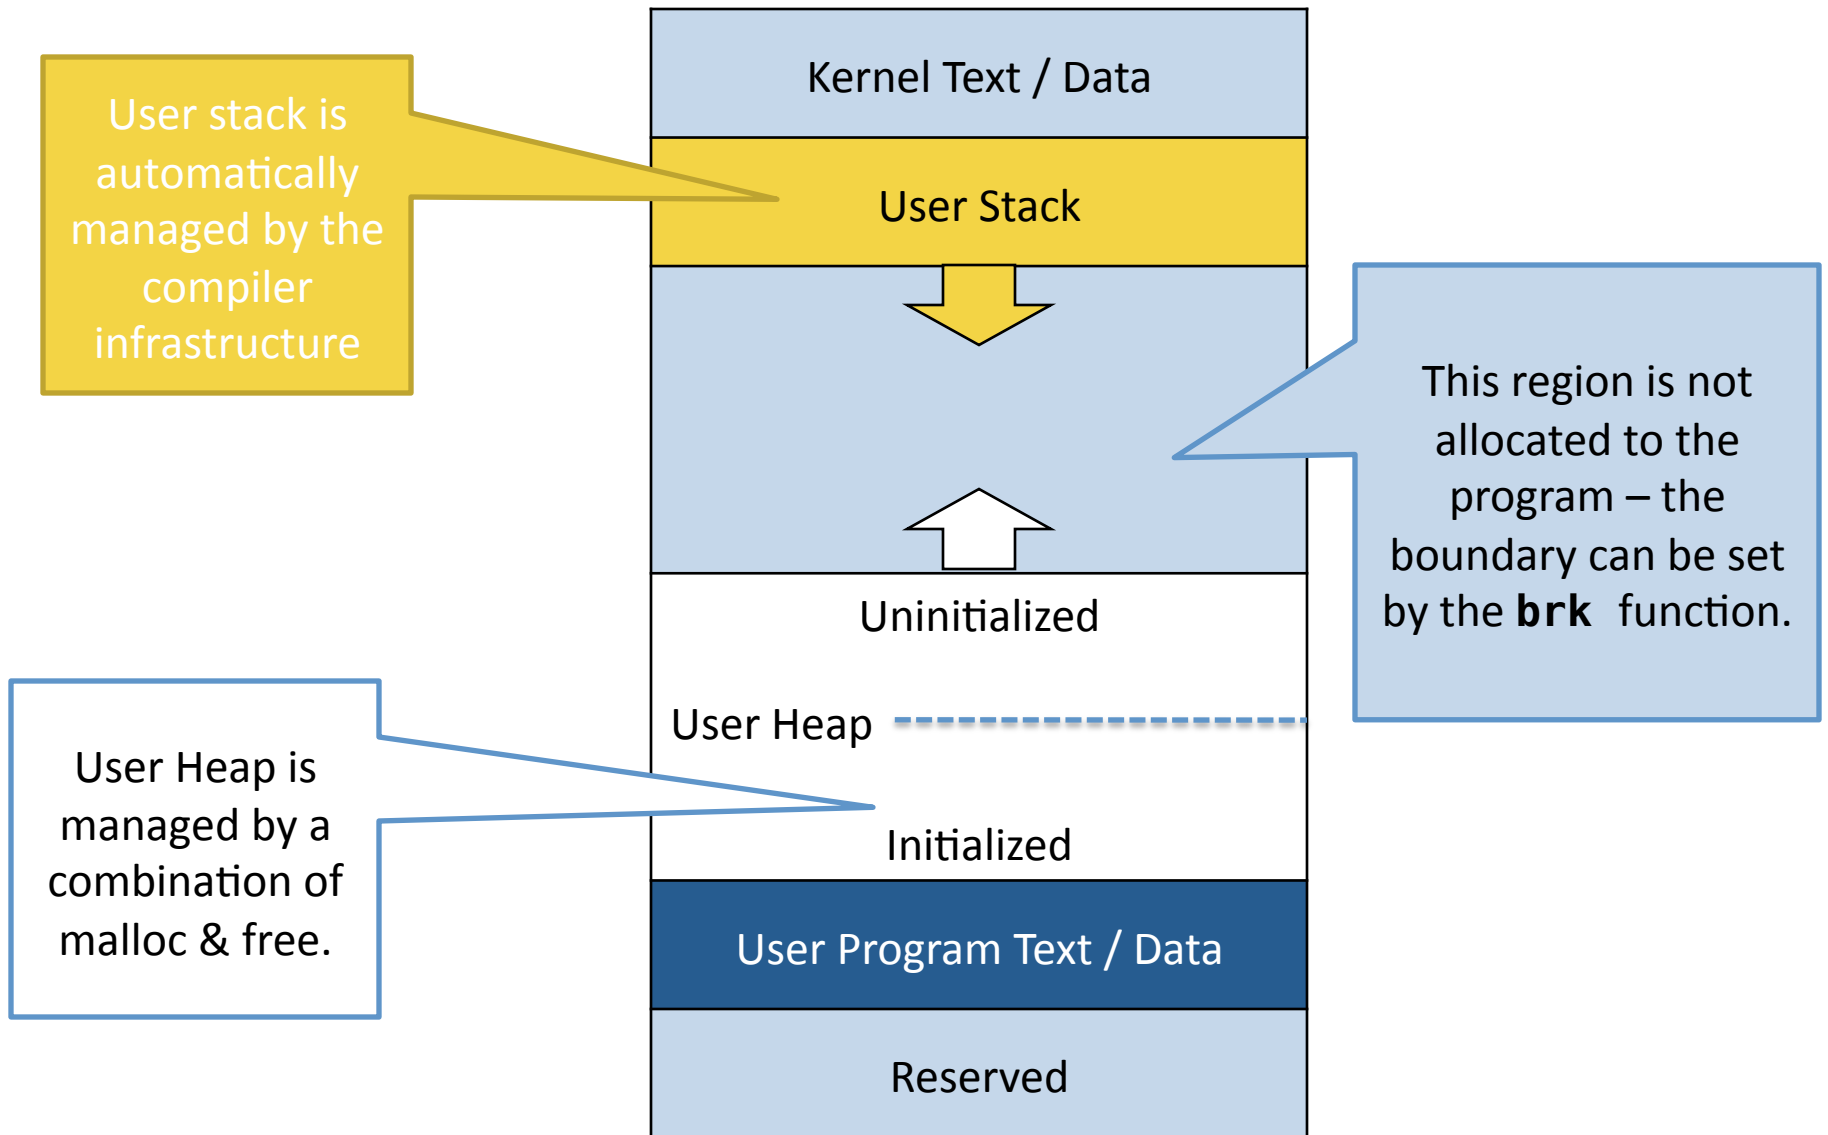 Kernel Text / Data
User stack is
automatically
managed by the
compiler
infrastructure
User Stack
This region is not
allocated to the
program – the
boundary can be set
by the brk function.
Uninitialized
User Heap
User Heap is
managed by a
combination of
malloc & free.
Initialized
User Program Text / Data
Reserved